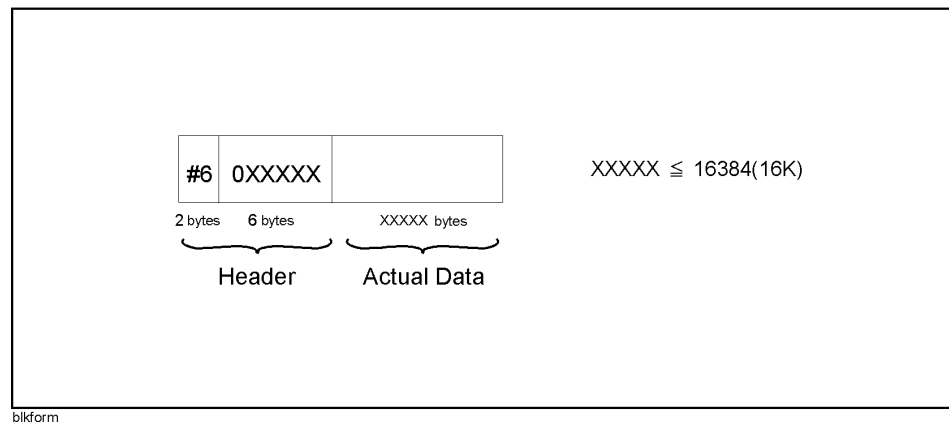 #6 0XXXXX
XXXXX ≦ 16384(16K)
2 bytes 6 bytes XXXXX bytes
Header Actual Data
blkform